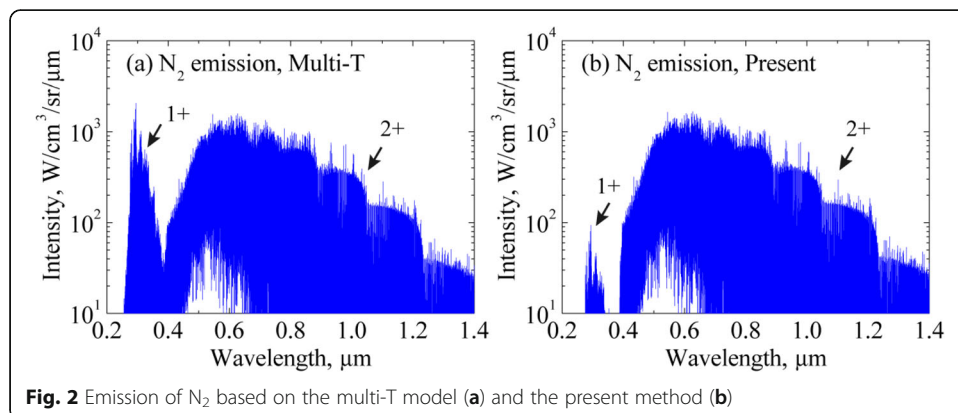 (a) N₂ emission, Multi-T
1+
2+
Intensity, W/cm³/sr/μm
10⁴
10³
10²
10¹
0.2 0.4 0.6 0.8 1.0 1.2 1.4
Wavelength, μm
(b) N₂ emission, Present
1+
2+
Intensity, W/cm³/sr/μm
10⁴
10³
10²
10¹
0.2 0.4 0.6 0.8 1.0 1.2 1.4
Wavelength, μm
Fig. 2 Emission of N₂ based on the multi-T model (a) and the present method (b)